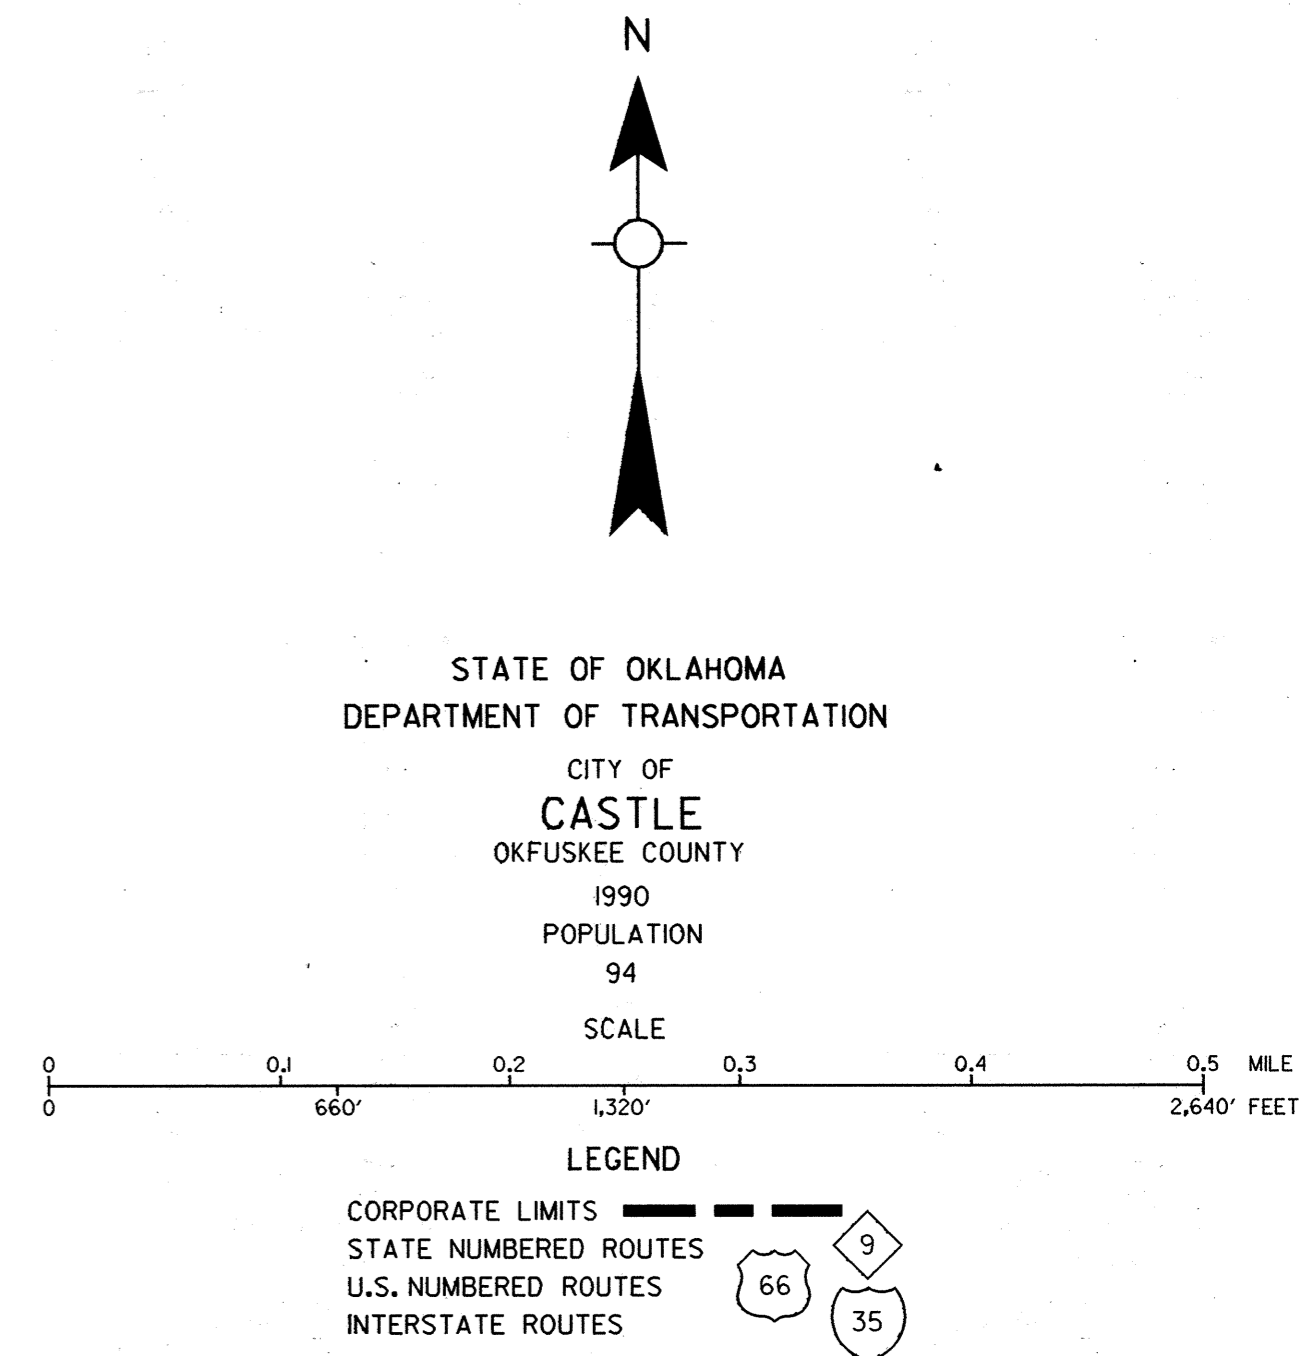 N
STATE OF OKLAHOMA
DEPARTMENT OF TRANSPORTATION
CITY OF
CASTLE
OKFUSKEE COUNTY
1990
POPULATION
94
SCALE
0 0.1 0.2 0.3 0.4 0.5 MILE
0 660' 1,320' 2,640' FEET
LEGEND
CORPORATE LIMITS
STATE NUMBERED ROUTES 9
U.S. NUMBERED ROUTES 66
INTERSTATE ROUTES 35